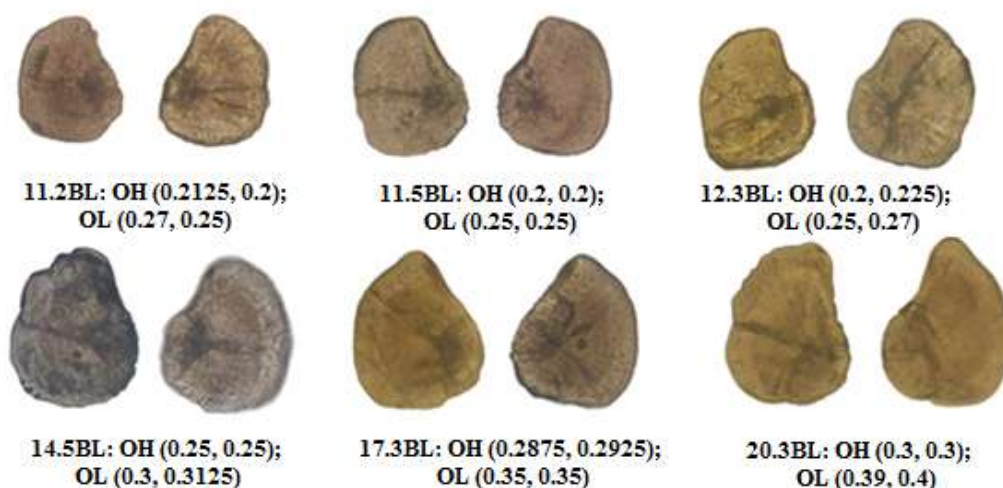 11.2BL: OH (0.2125, 0.2);
OL (0.27, 0.25)
11.5BL: OH (0.2, 0.2);
OL (0.25, 0.25)
12.3BL: OH (0.2, 0.225);
OL (0.25, 0.27)
14.5BL: OH (0.25, 0.25);
OL (0.3, 0.3125)
17.3BL: OH (0.2875, 0.2925);
OL (0.35, 0.35)
20.3BL: OH (0.3, 0.3);
OL (0.39, 0.4)